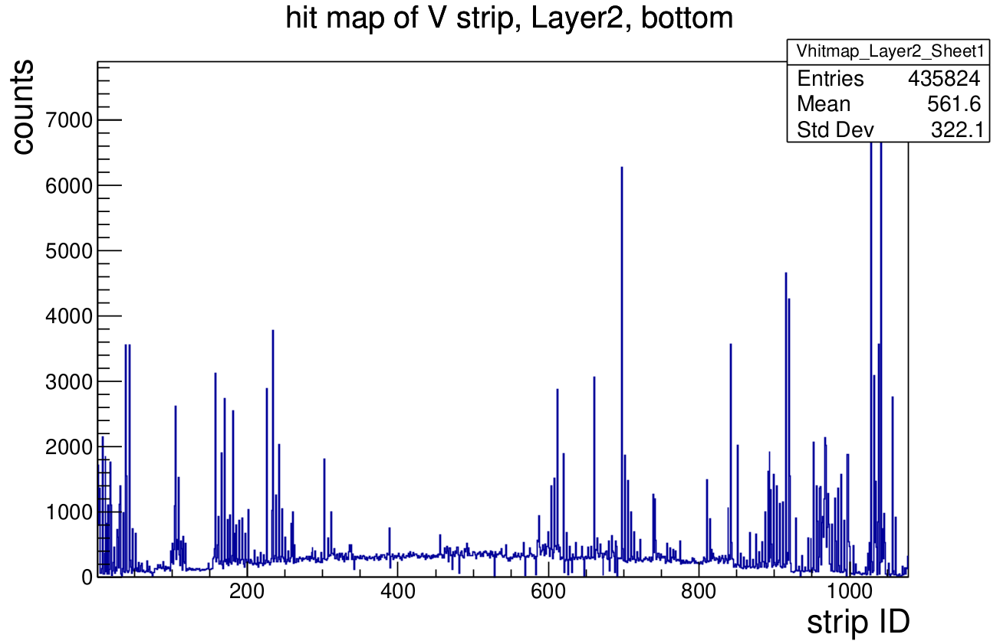 hit map of V strip, Layer2, bottom
Vhitmap_Layer2_Sheet1
Entries 435824
Mean 561.6
Std Dev 322.1
counts
7000
6000
5000
4000
3000
2000
1000
0
200 400 600 800 1000
strip ID